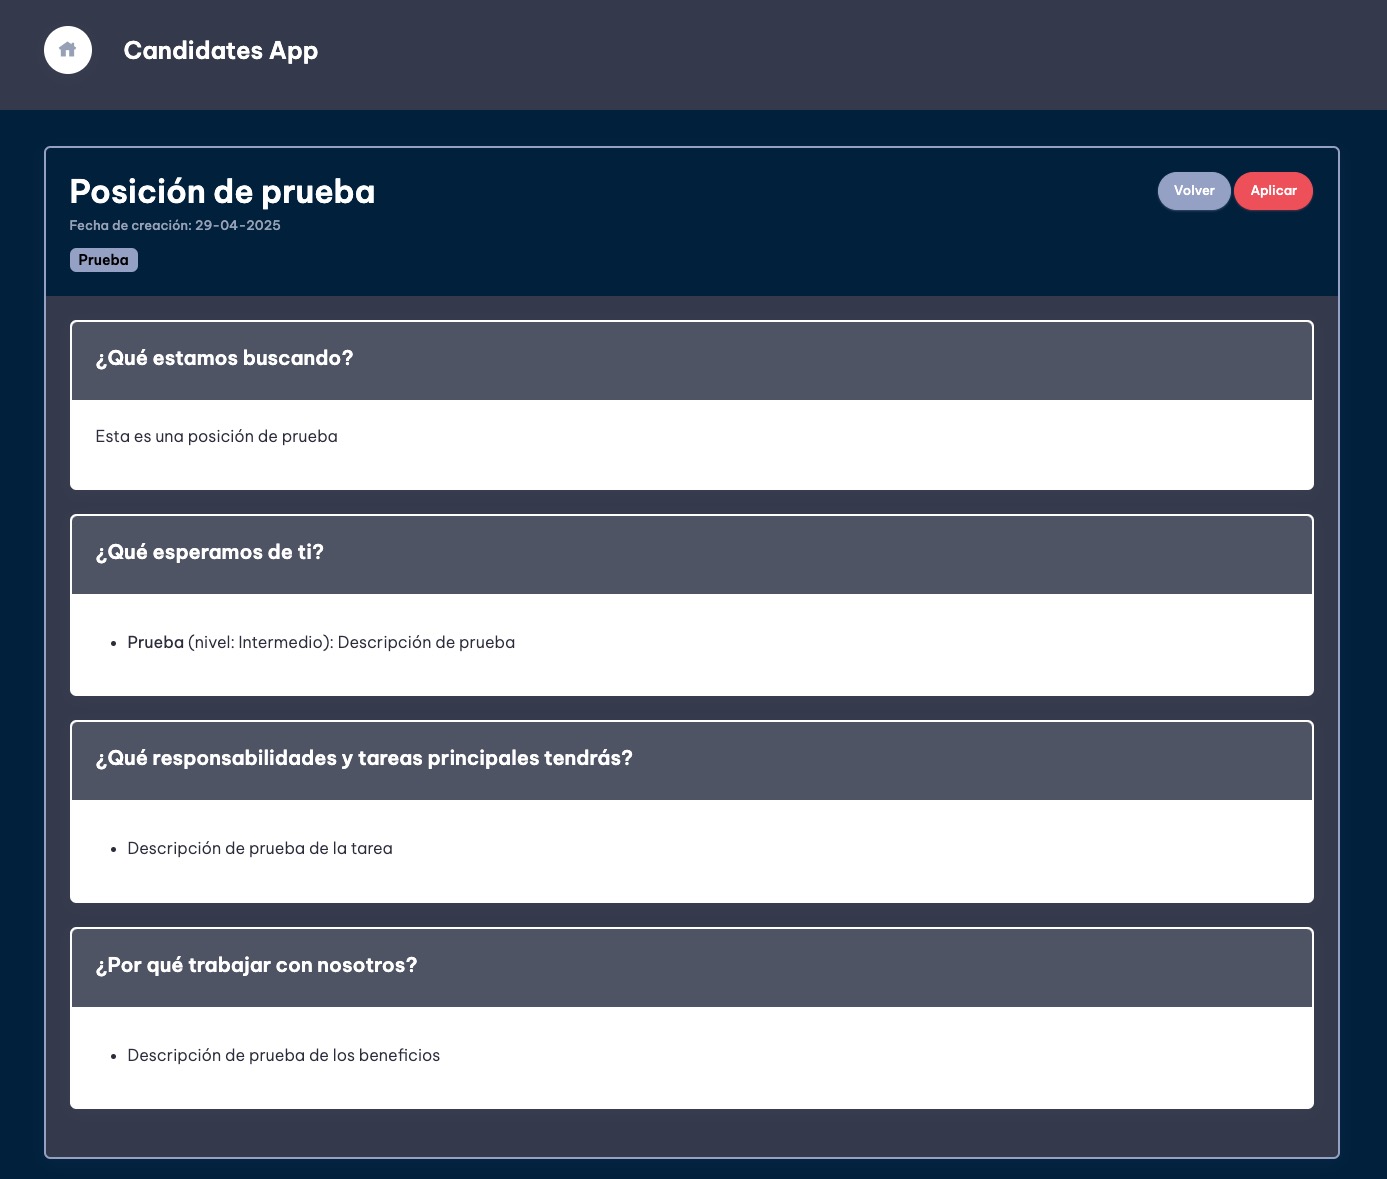 Candidates App
Posición de prueba
Volver
Aplicar
Fecha de creación: 29-04-2025
Prueba
¿Qué estamos buscando?
Esta es una posición de prueba
¿Qué esperamos de ti?
• Prueba (nivel: Intermedio): Descripción de prueba
¿Qué responsabilidades y tareas principales tendrás?
• Descripción de prueba de la tarea
¿Por qué trabajar con nosotros?
• Descripción de prueba de los beneficios